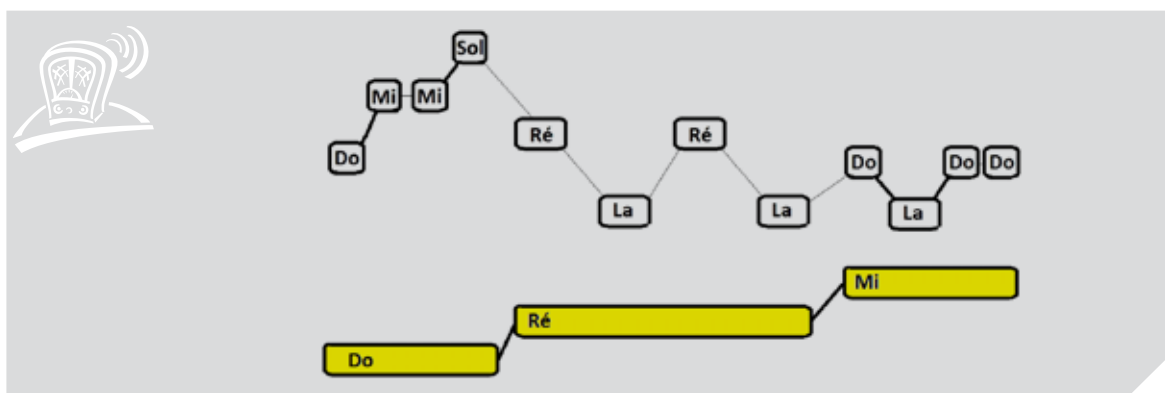 Sol
Mi Mi
Ré Ré
Do Do Do Do
La La La
Mi
Ré
Do